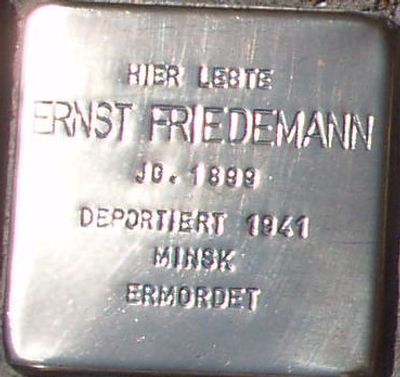 HIER LEBTE
ERNST FRIEDEMANN
JG. 1899
DEPORTIERT 1941
MINSK
ERMORDET